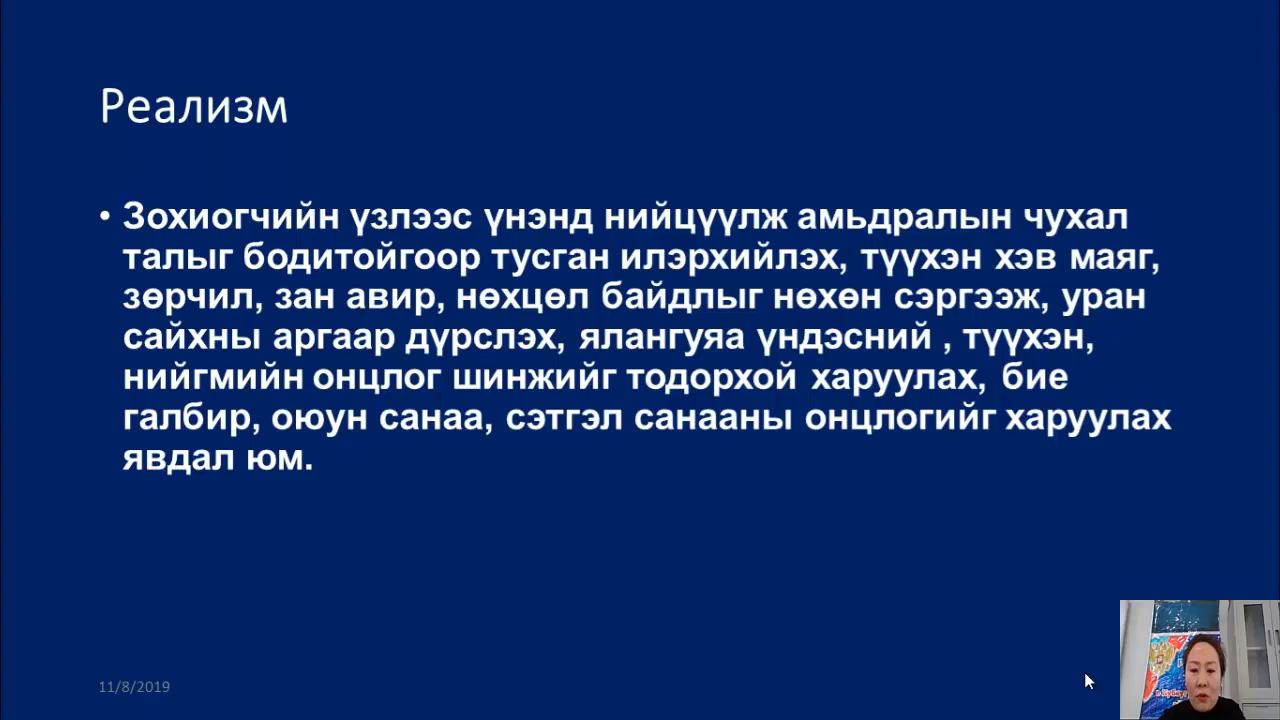 Реализм
• Зохиогчийн үзлээс үнэнд нийцүүлж амьдралын чухал
талыг бодитойгоор тусган илэрхийлэх, түүхэн хэв маяг,
зөрчил, зан авир, нөхцөл байдлыг нөхөн сэргээж, уран
сайхны аргаар дүрслэх, ялангуяа үндэсний , түүхэн,
нийгмийн онцлог шинжийг тодорхой харуулах, бие
галбир, оюун санаа, сэтгэл санааны онцлогийг харуулах
явдал юм.
11/8/2019